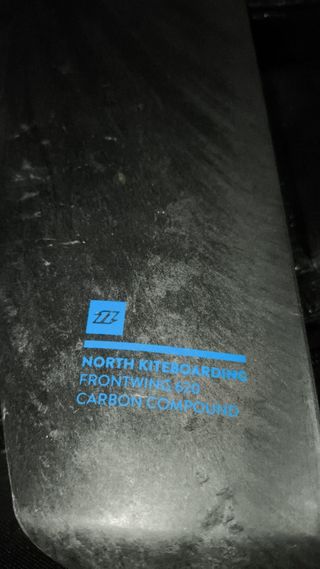 NORTH KITEBOARDING
FRONTWING 620
CARBON COMPOUND